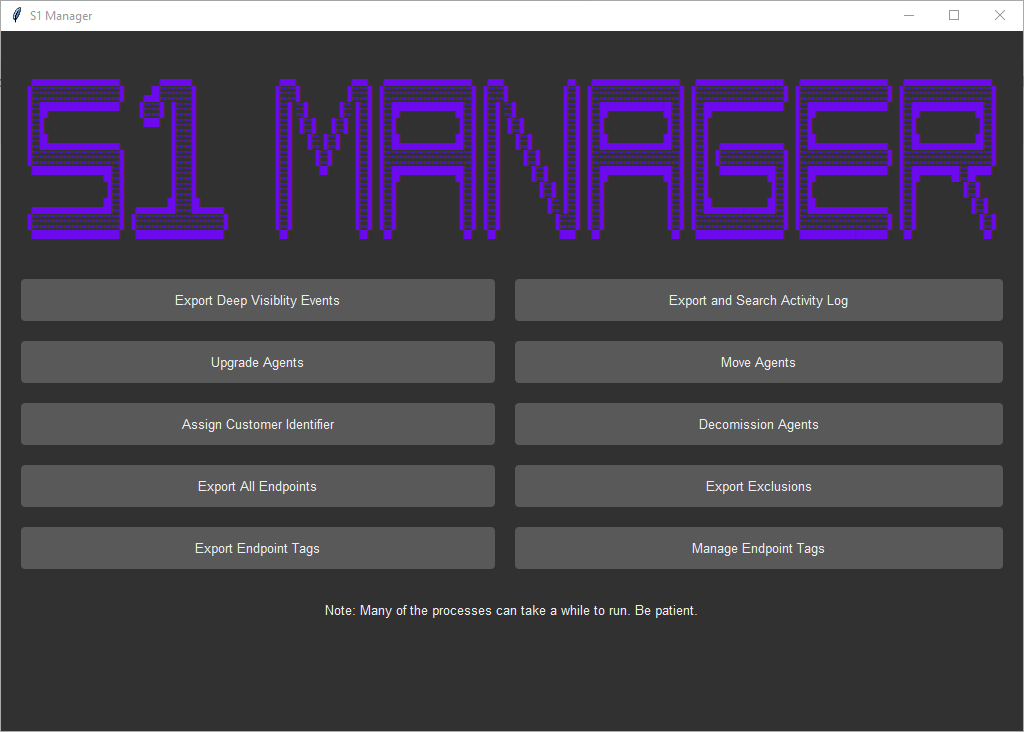 S1 Manager
S1 MANAGER
Export Deep Visiblity Events
Export and Search Activity Log
Upgrade Agents
Move Agents
Assign Customer Identifier
Decomission Agents
Export All Endpoints
Export Exclusions
Export Endpoint Tags
Manage Endpoint Tags
Note: Many of the processes can take a while to run. Be patient.